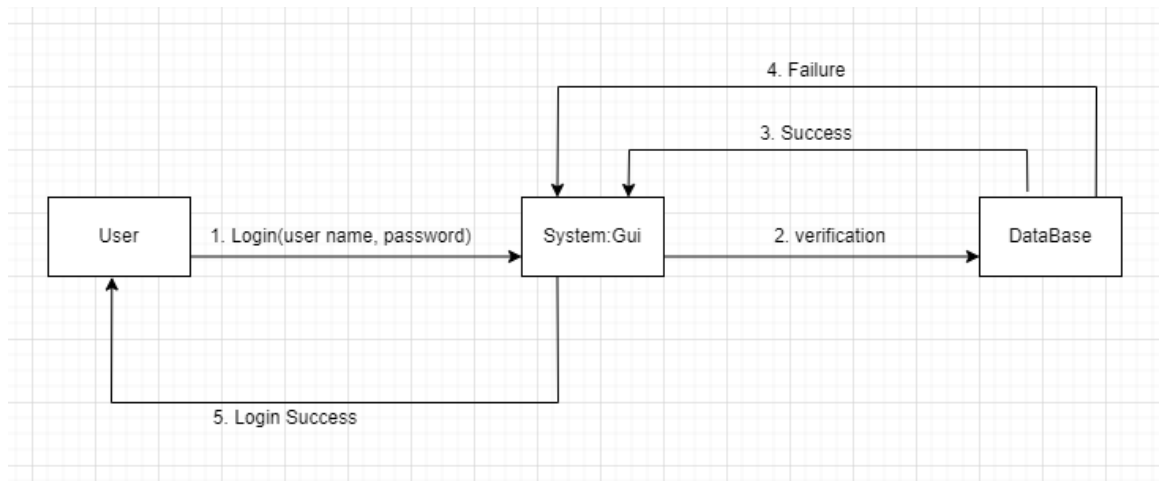 4. Failure
3. Success
User
1. Login(user name, password)
System:Gui
2. verification
DataBase
5. Login Success